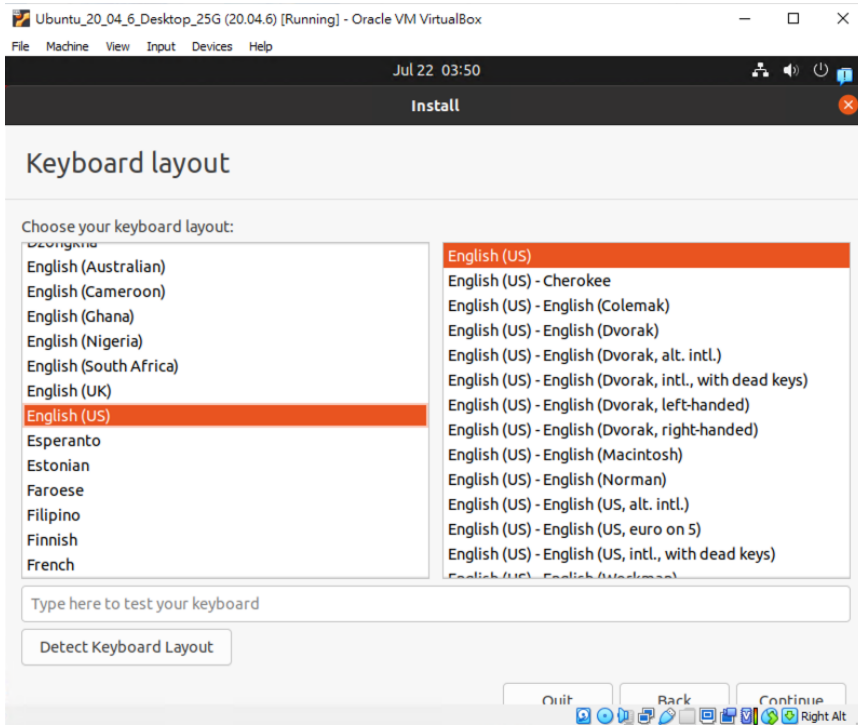 Ubuntu_20_04_6_Desktop_25G (20.04.6) [Running] - Oracle VM VirtualBox
File Machine View Input Devices Help
Jul 22 03:50
Install
Keyboard layout
Choose your keyboard layout:
Dzongkha
English (Australian)
English (Cameroon)
English (Ghana)
English (Nigeria)
English (South Africa)
English (UK)
English (US)
Esperanto
Estonian
Faroese
Filipino
Finnish
French
English (US)
English (US) - Cherokee
English (US) - English (Colemak)
English (US) - English (Dvorak)
English (US) - English (Dvorak, alt. intl.)
English (US) - English (Dvorak, intl., with dead keys)
English (US) - English (Dvorak, left-handed)
English (US) - English (Dvorak, right-handed)
English (US) - English (Macintosh)
English (US) - English (Norman)
English (US) - English (US, alt. intl.)
English (US) - English (US, euro on 5)
English (US) - English (US, intl., with dead keys)
English (US) - English (Workman)
Type here to test your keyboard
Detect Keyboard Layout
Quit Back Continue
Right Alt